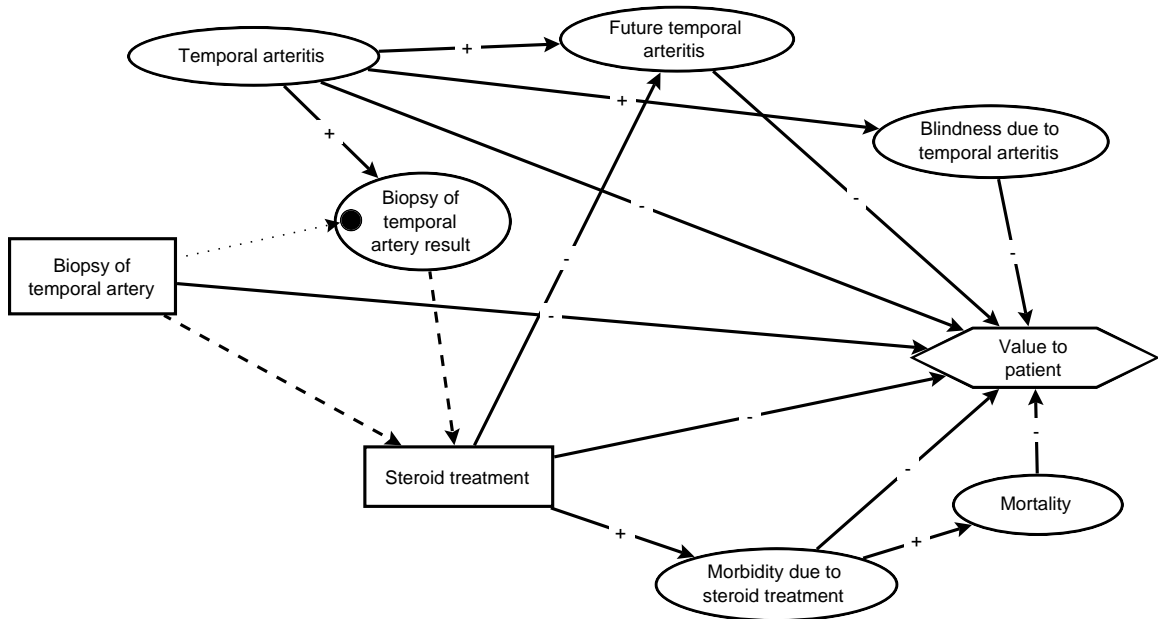 Temporal arteritis
+
Future temporal
arteritis
+
Blindness due to
temporal arteritis
+
Biopsy of
temporal
artery result
-
-
-
-
Biopsy of
temporal artery
-
Value to
patient
-
Steroid treatment
-
-
Mortality
+
+
Morbidity due to
steroid treatment